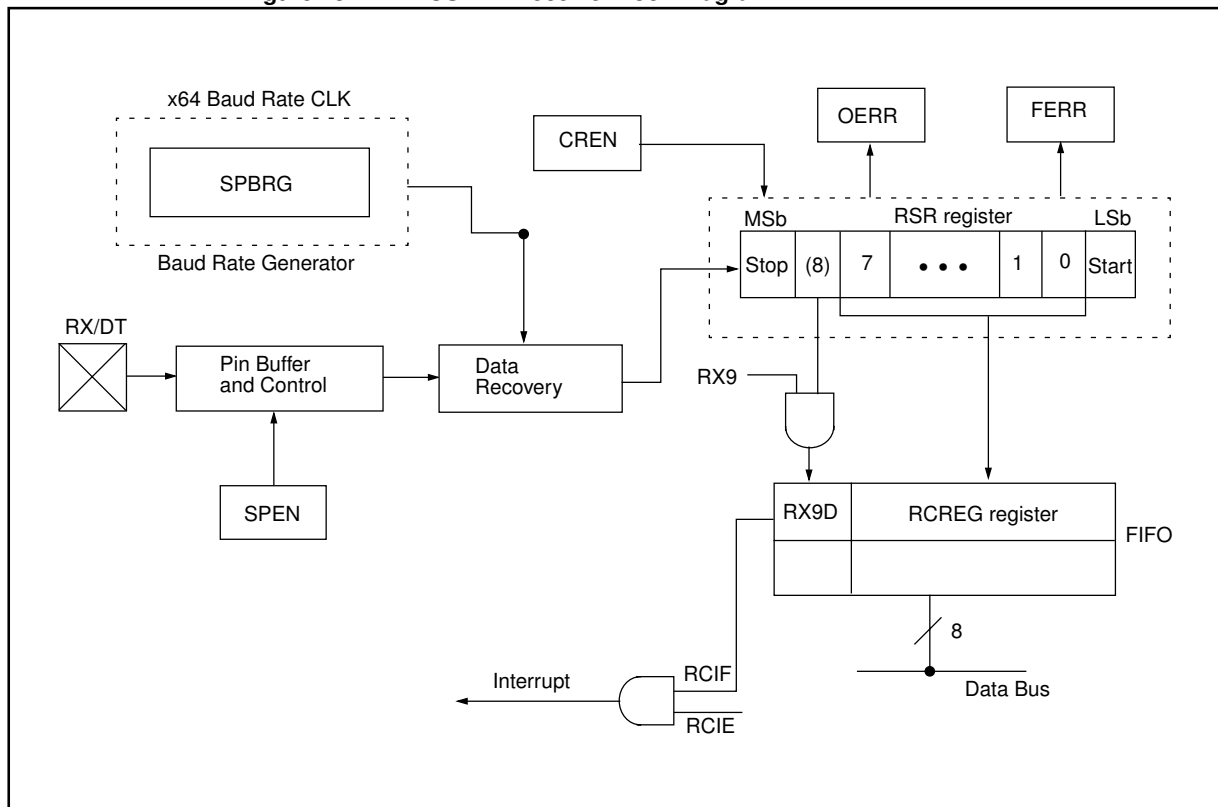 x64 Baud Rate CLK
SPBRG
Baud Rate Generator
CREN
OERR
FERR
MSb
RSR register
LSb
Stop
(8)
7
• • •
1
0
Start
RX/DT
Pin Buffer
and Control
Data
Recovery
RX9
SPEN
RX9D
RCREG register
FIFO
8
Data Bus
Interrupt
RCIF
RCIE